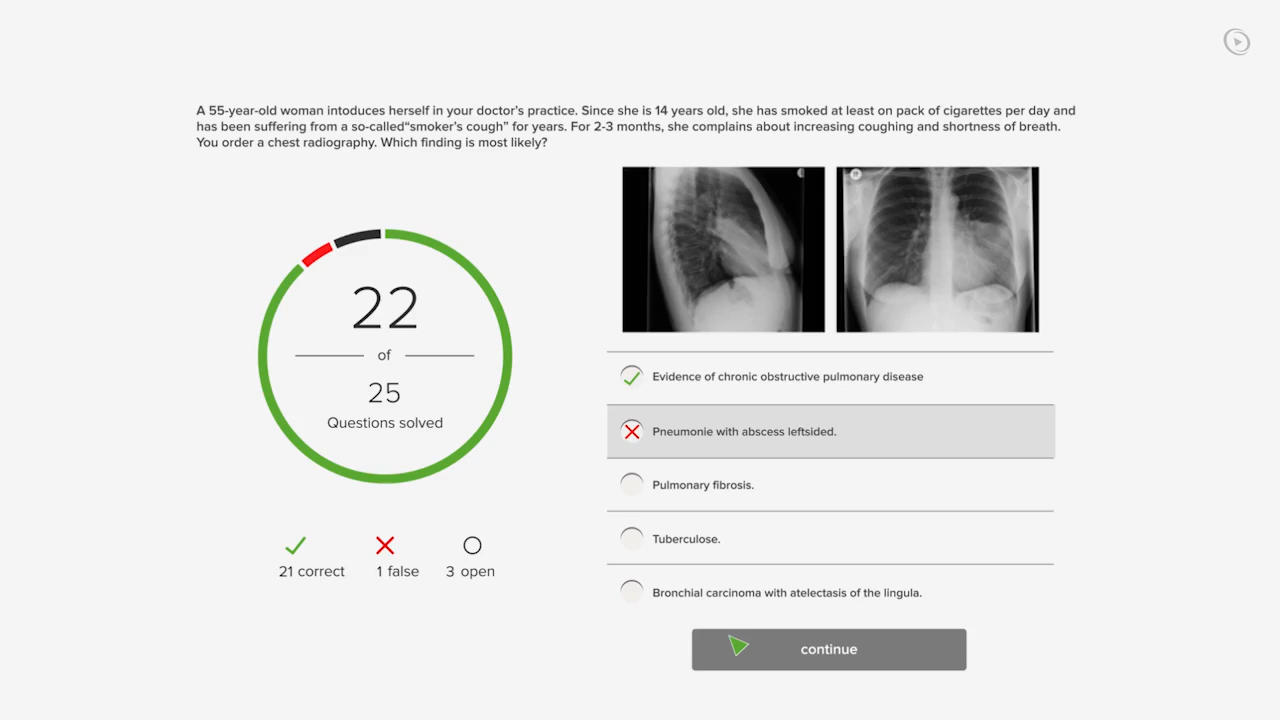 A 55-year-old woman intoduces herself in your doctor's practice. Since she is 14 years old, she has smoked at least on pack of cigarettes per day and
has been suffering from a so-called“smoker's cough” for years. For 2-3 months, she complains about increasing coughing and shortness of breath.
You order a chest radiography. Which finding is most likely?
22
of
25
Questions solved
21 correct
1 false
3 open
Evidence of chronic obstructive pulmonary disease
Pneumonie with abscess leftsided.
Pulmonary fibrosis.
Tuberculose.
Bronchial carcinoma with atelectasis of the lingula.
continue